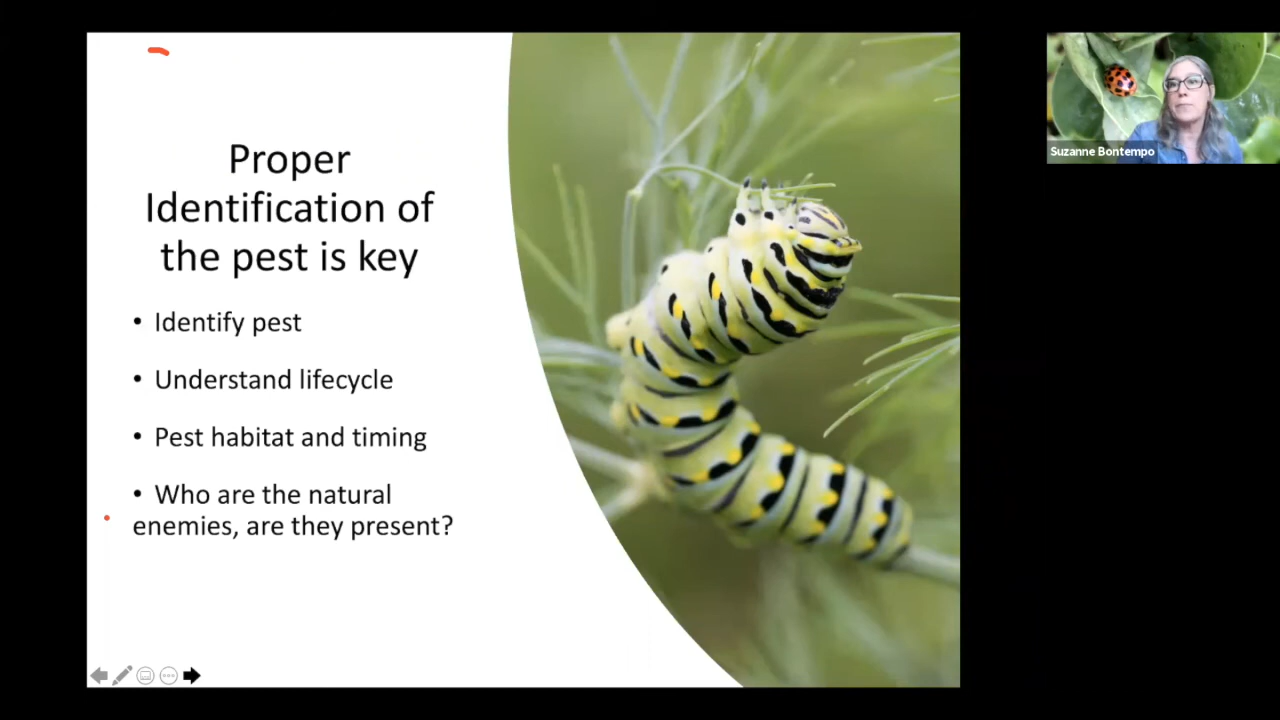 Proper
Identification of
the pest is key
• Identify pest
• Understand lifecycle
• Pest habitat and timing
• Who are the natural
enemies, are they present?
Suzanne Bontempo